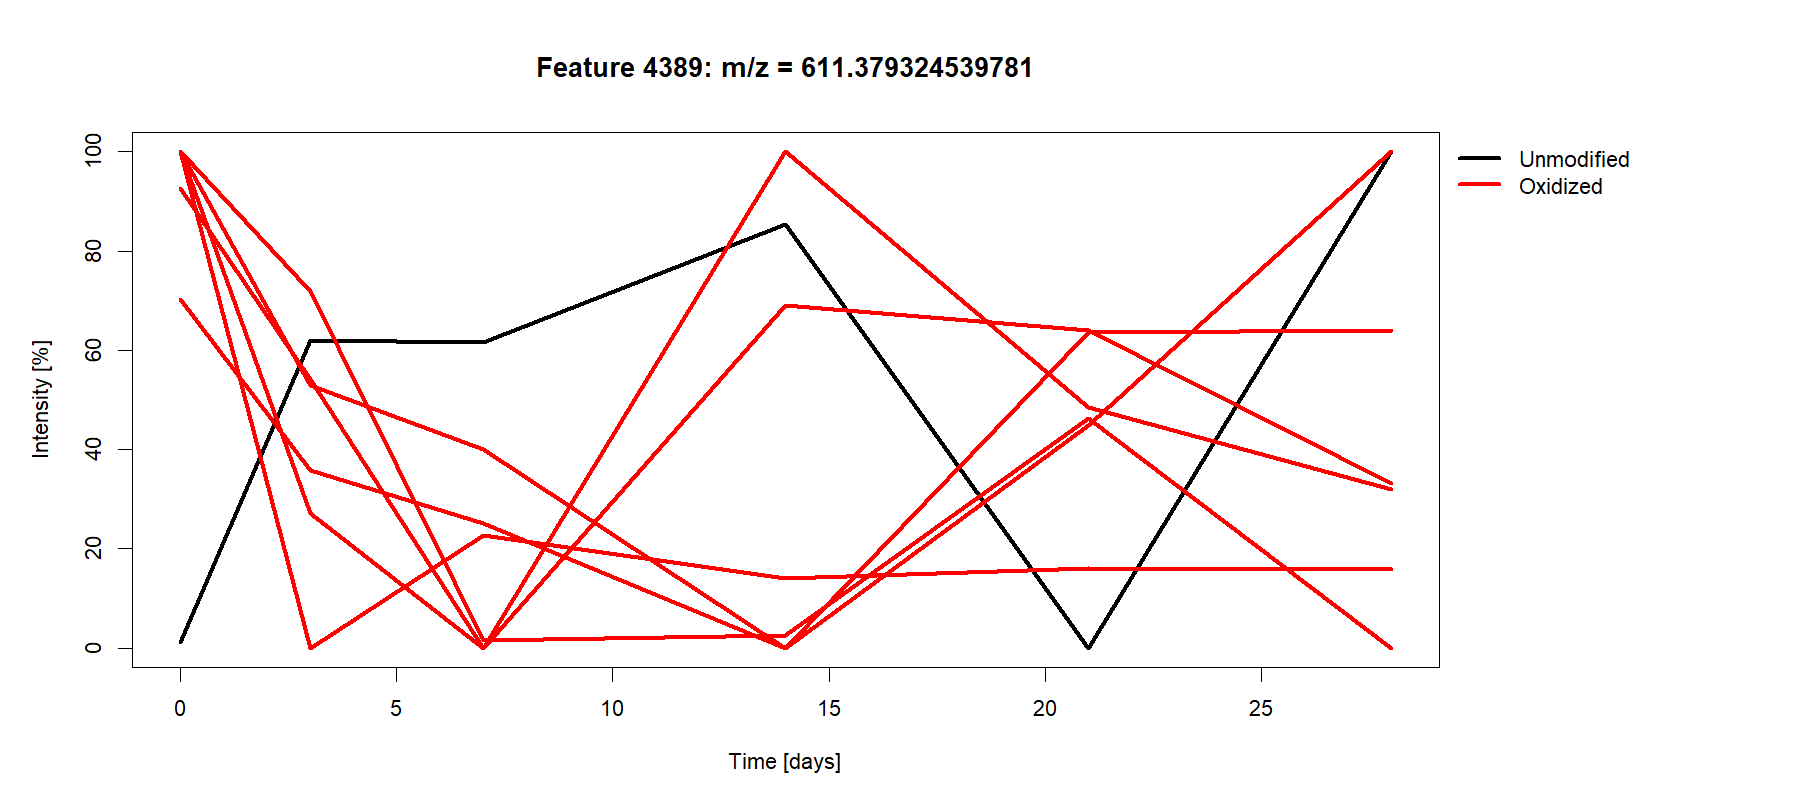 Feature 4389: m/z = 611.379324539781
Unmodified
Oxidized
Intensity [%]
100
80
60
40
20
0
0 5 10 15 20 25
Time [days]